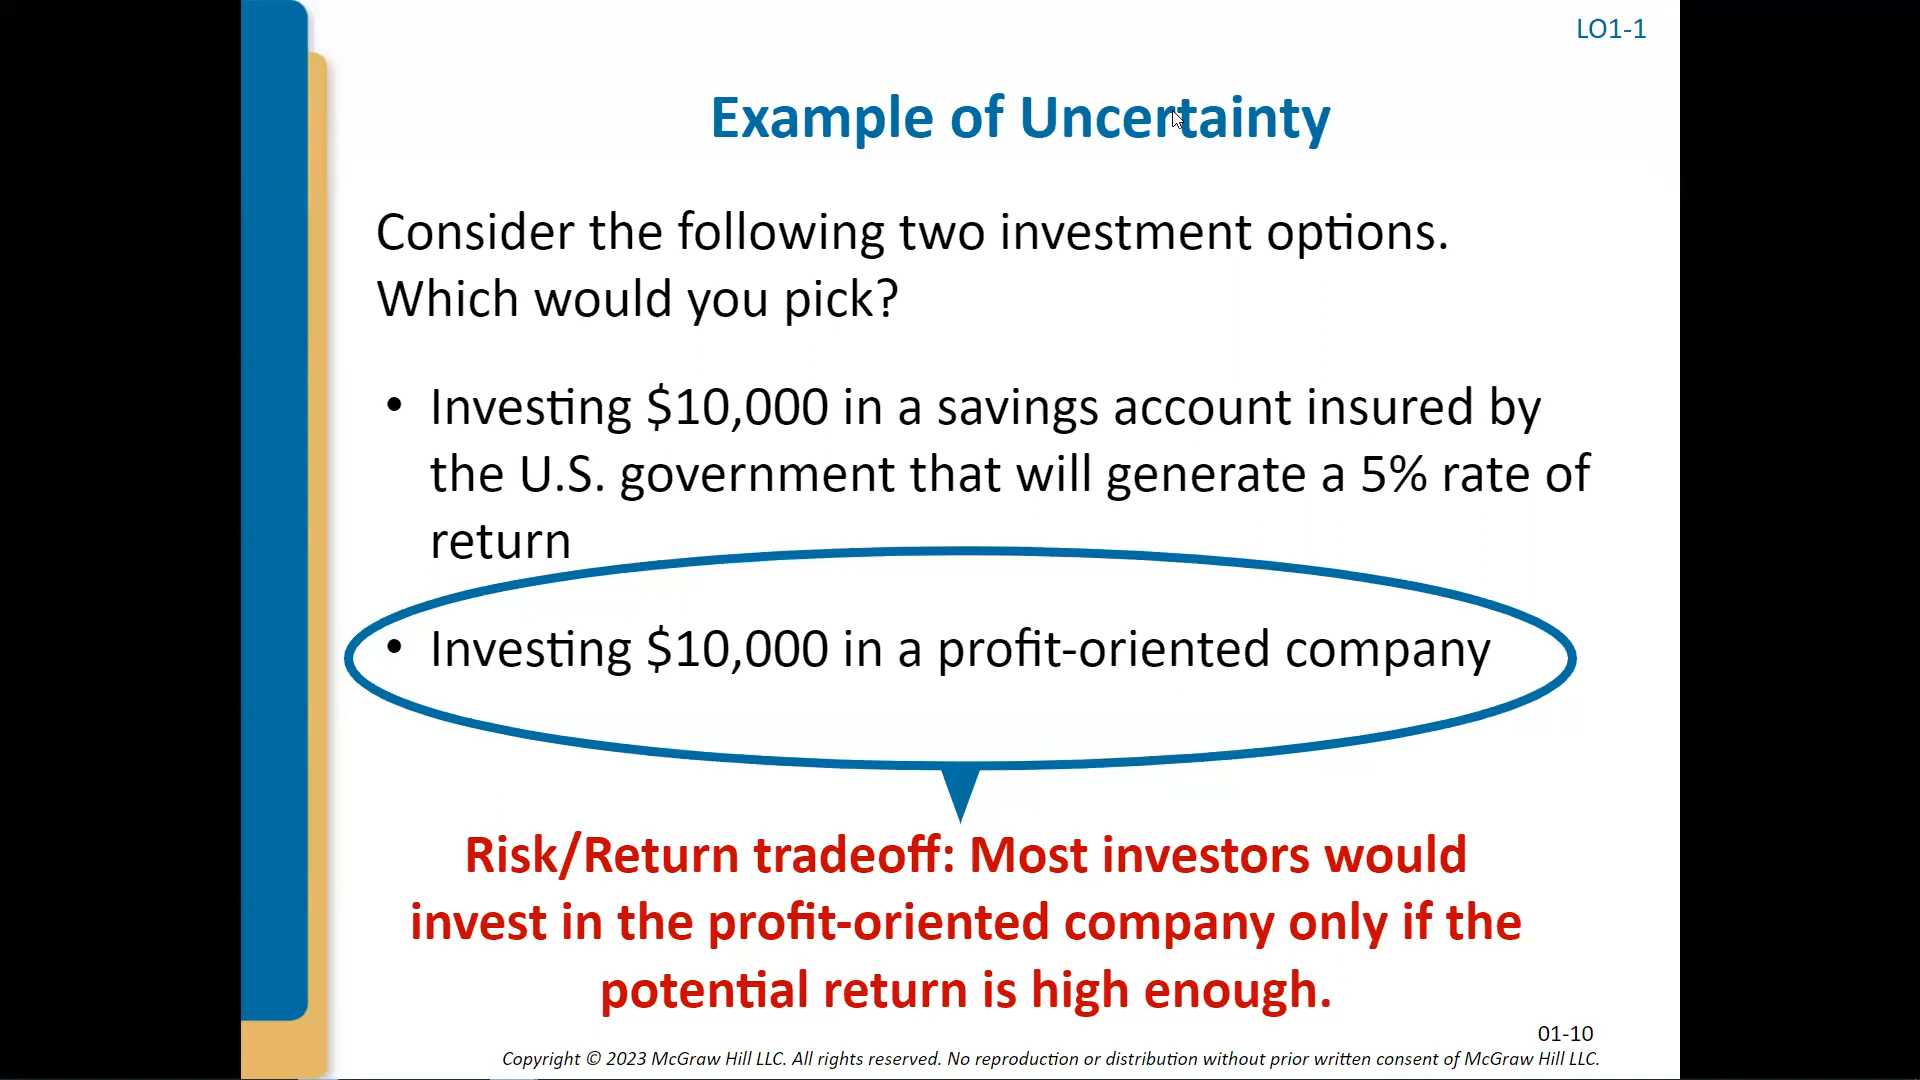 LO1-1
Example of Uncertainty
Consider the following two investment options.
Which would you pick?
• Investing $10,000 in a savings account insured by
the U.S. government that will generate a 5% rate of
return
• Investing $10,000 in a profit-oriented company
Risk/Return tradeoff: Most investors would
invest in the profit-oriented company only if the
potential return is high enough.
01-10
Copyright © 2023 McGraw Hill LLC. All rights reserved. No reproduction or distribution without prior written consent of McGraw Hill LLC.